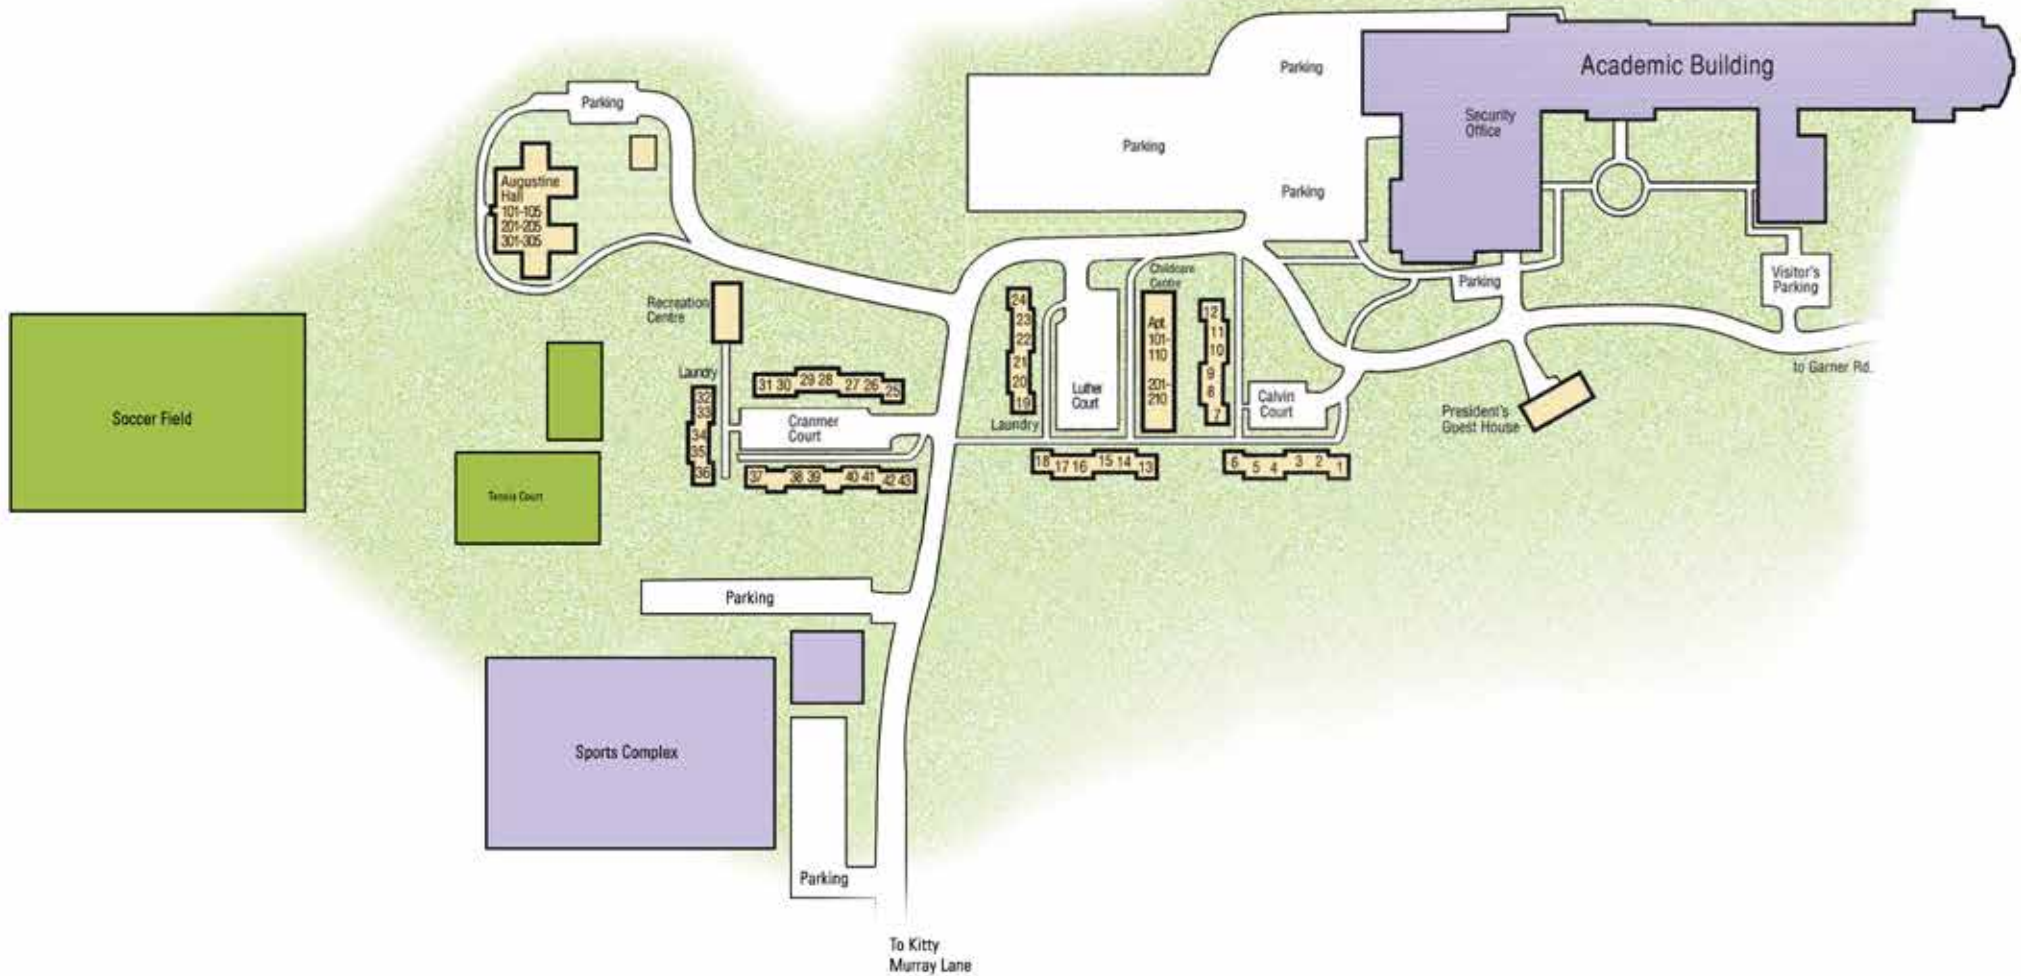 Academic Building
Parking
Security
Office
Parking
Parking
Parking
Augustine
Hall
101-105
201-205
301-305
Visitor's
Parking
Parking
Childcare
Centre
Recreation
Centre
24
23
22
21
20
19
Apt.
101-
110
201-
210
12
11
10
9
8
7
to Garner Rd.
Laundry
32
33
34
35
36
31 30 29 28 27 26 25
Luther
Court
Calvin
Court
President's
Guest House
Soccer Field
Cranmer
Court
Laundry
18 17 16 15 14 13
6 5 4 3 2 1
37 38 39 40 41 42 43
Tennis Court
Parking
Sports Complex
Parking
To Kitty
Murray Lane